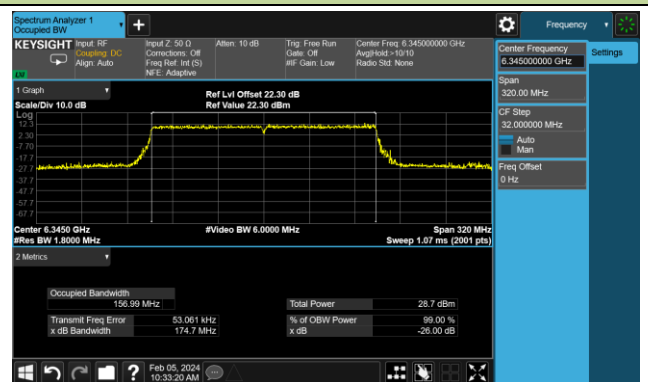 Spectrum Analyzer 1
Occupied BW
Frequency
KEYSIGHT
Input: RF
Coupling: DC
Align: Auto
Input Z: 50 Ω
Corrections: Off
Freq Ref: Int (S)
NFE: Adaptive
Atten: 10 dB
Trig: Free Run
Gate: Off
#IF Gain: Low
Center Freq: 6.345000000 GHz
Avg|Hold:>10/10
Radio Std: None
1 Graph
Scale/Div 10.0 dB
Ref Lvl Offset 22.30 dB
Ref Value 22.30 dBm
Log
12.3
2.30
-7.70
-17.7
-27.7
-37.7
-47.7
-57.7
-67.7
Center 6.3450 GHz
#Res BW 1.8000 MHz
#Video BW 6.0000 MHz
Span 320 MHz
Sweep 1.07 ms (2001 pts)
2 Metrics
Occupied Bandwidth
156.99 MHz
Total Power 28.7 dBm
Transmit Freq Error 53.061 kHz
% of OBW Power 99.00 %
x dB Bandwidth 174.7 MHz
x dB -26.00 dB
Center Frequency
6.345000000 GHz
Settings
Span
320.00 MHz
CF Step
32.000000 MHz
Auto
Man
Freq Offset
0 Hz
Feb 05, 2024
10:33:20 AM